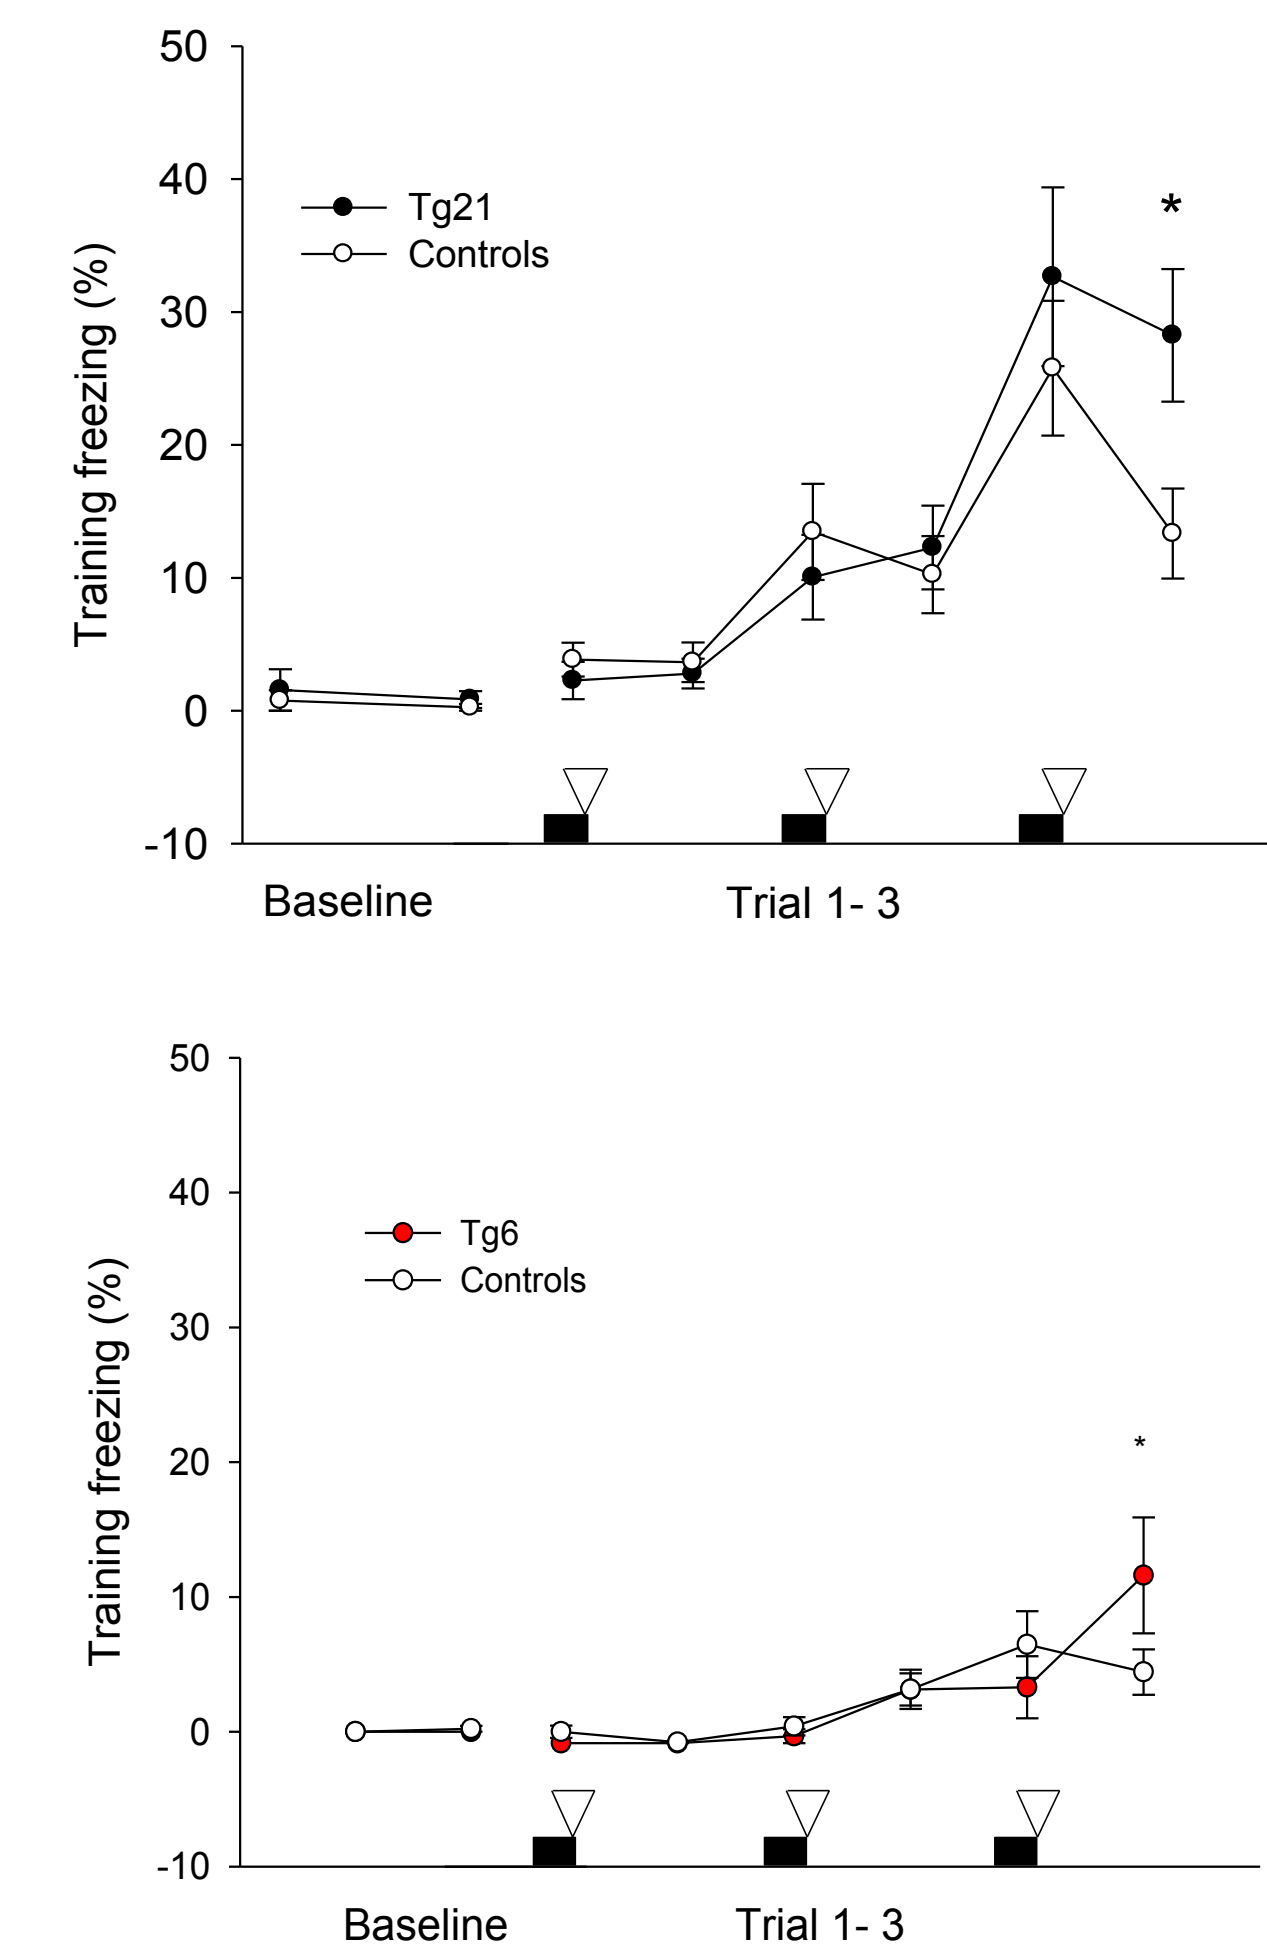 50
40
30
20
10
0
-10
Training freezing (%)
Tg21
Controls
*
Baseline
Trial 1- 3
50
40
30
20
10
0
-10
Training freezing (%)
Tg6
Controls
*
Baseline
Trial 1- 3